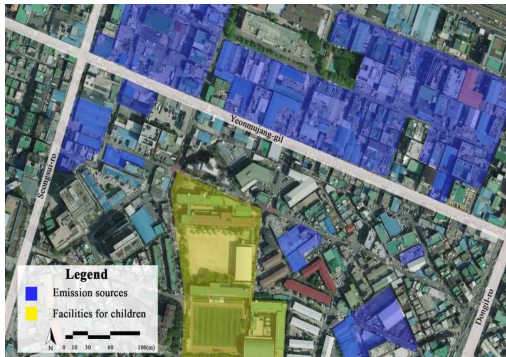 Yeonmujang-gil
Seongsui-ro
Dongil-ro
Legend
Emission sources
Facilities for children
N
0 10 30 60 100(m)